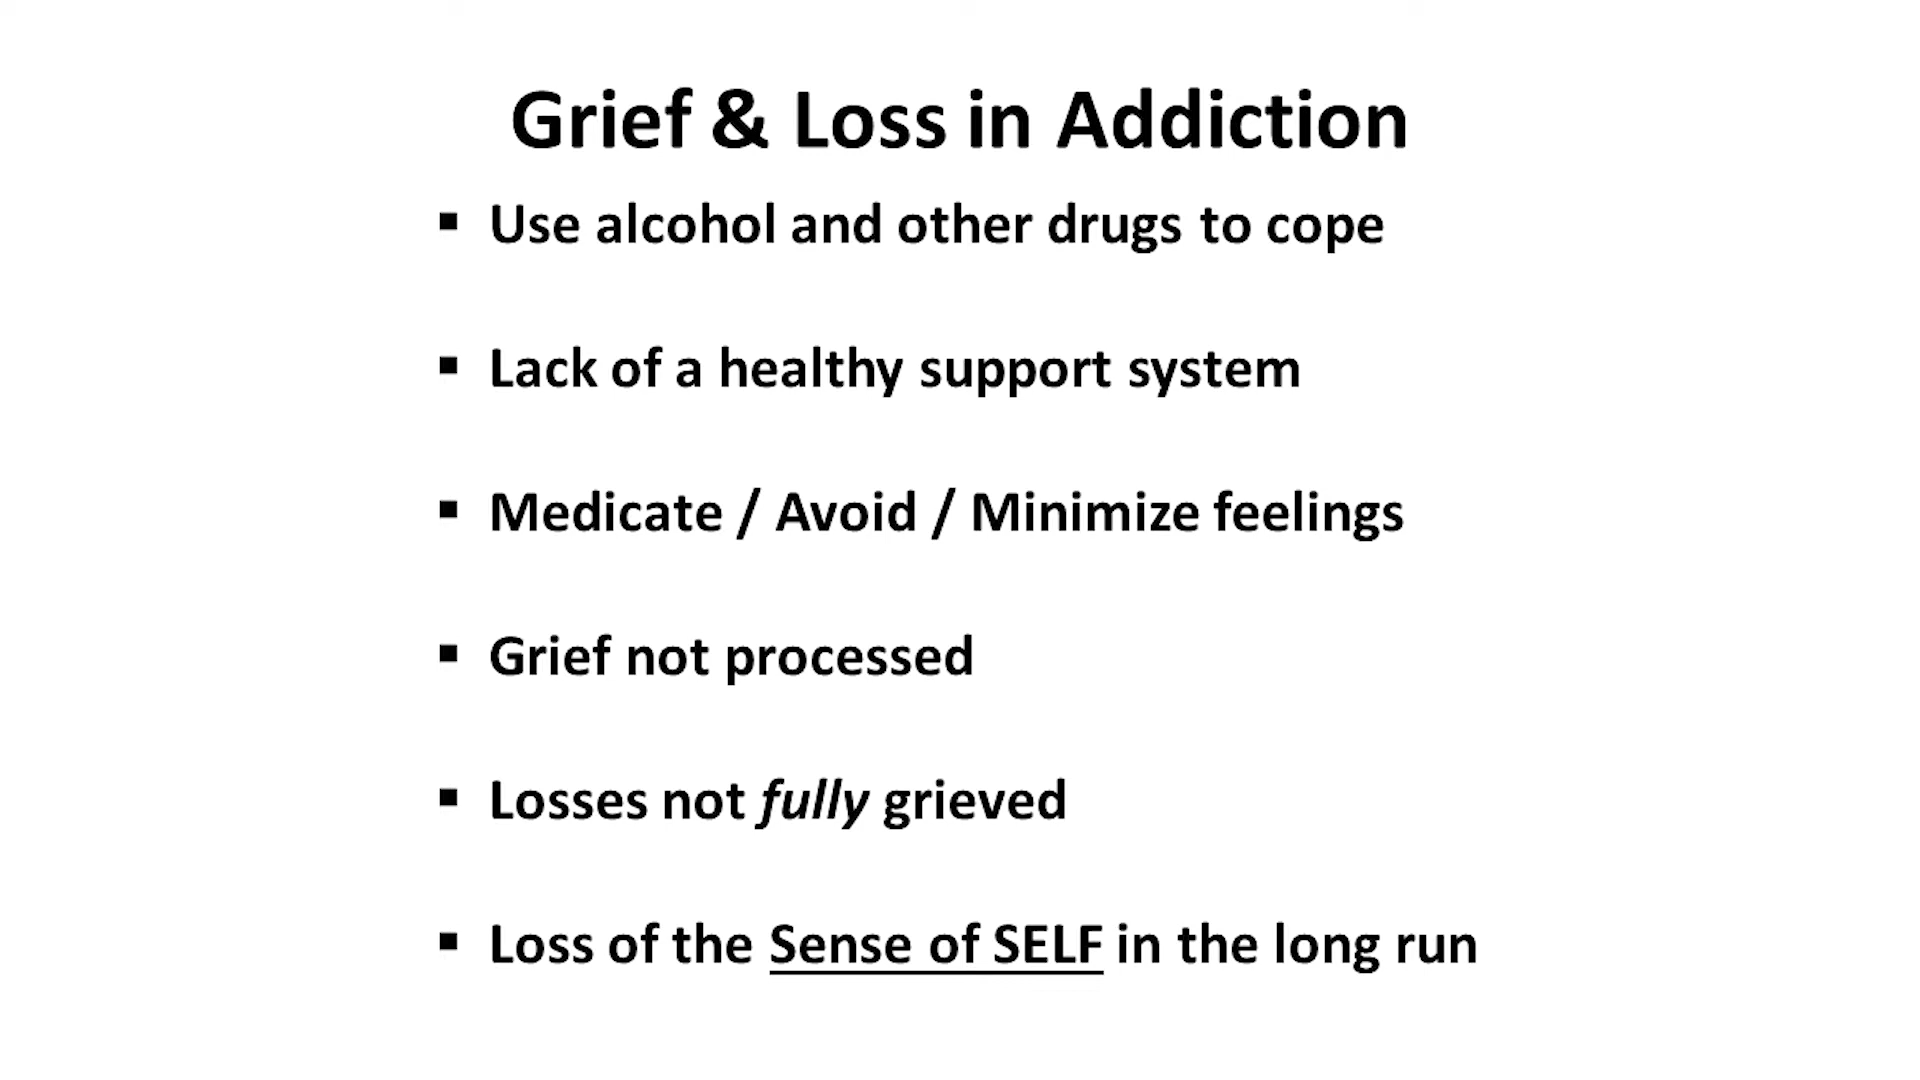 Grief & Loss in Addiction
▪ Use alcohol and other drugs to cope
▪ Lack of a healthy support system
▪ Medicate / Avoid / Minimize feelings
▪ Grief not processed
▪ Losses not fully grieved
▪ Loss of the Sense of SELF in the long run